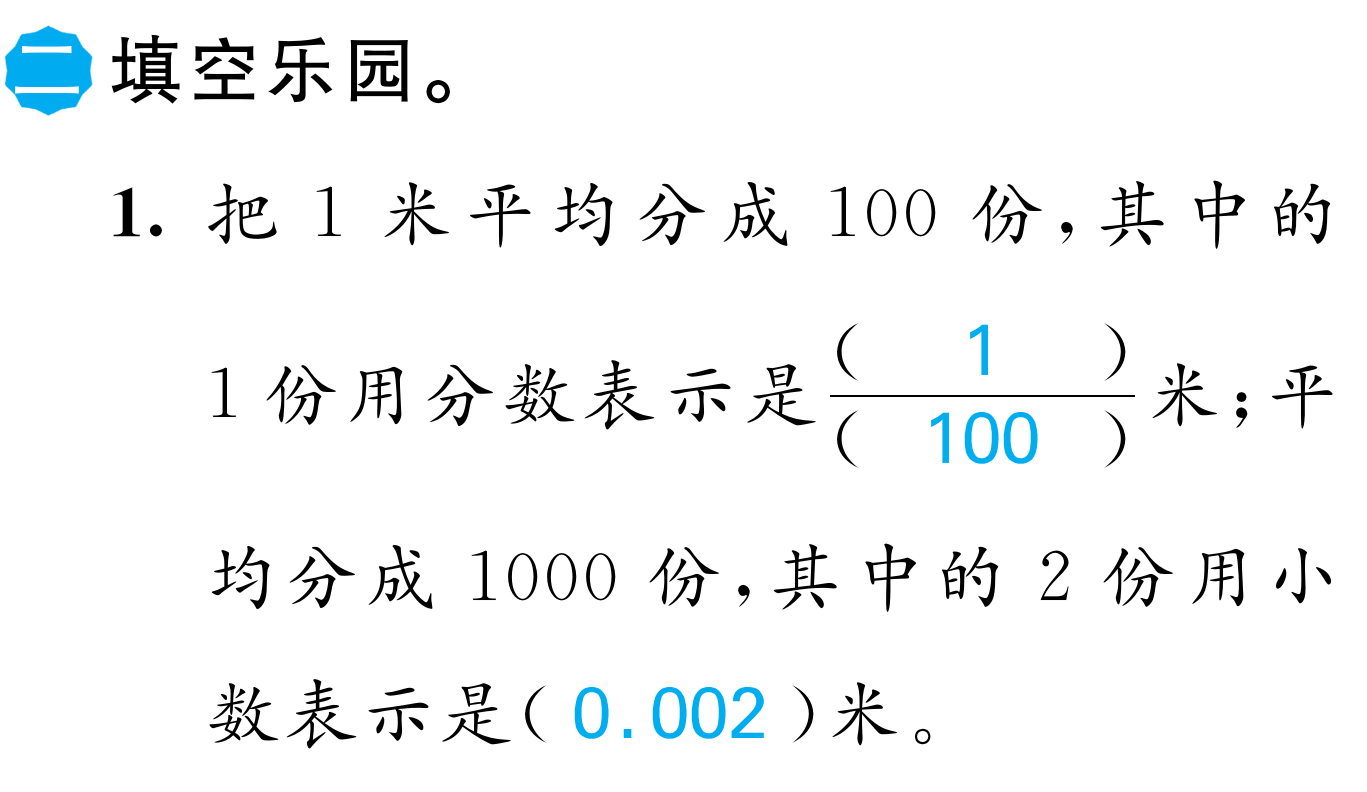 二 填空乐园。
1. 把 1 米平均分成 100 份,其中的
1 份用分数表示是( 1 )/( 100 )米;平
均分成 1000 份,其中的 2 份用小
数表示是( 0.002 )米。